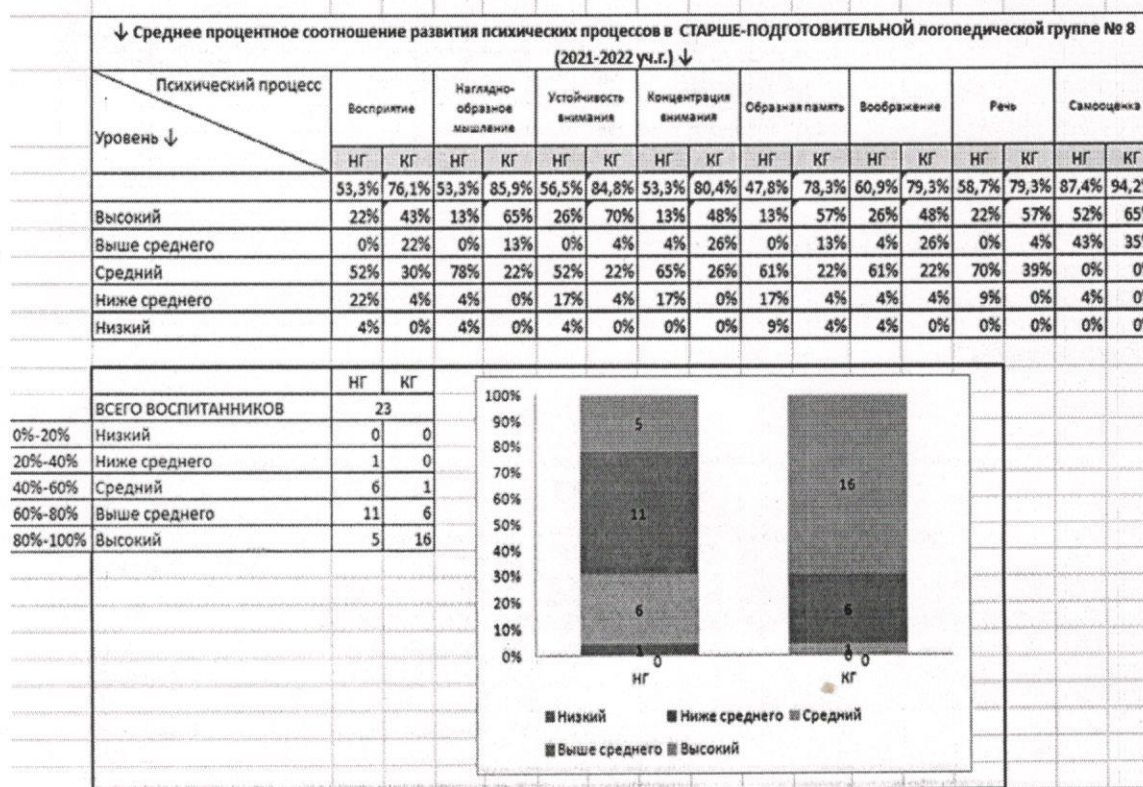 ↓ Среднее процентное соотношение развития психических процессов в СТАРШЕ-ПОДГОТОВИТЕЛЬНОЙ логопедической группе № 8
(2021-2022 уч.г.) ↓
Психический процесс
Уровень ↓
Восприятие Наглядно-образное мышление Устойчивость внимания Концентрация внимания Образная память Воображение Речь Самооценка
НГ КГ НГ КГ НГ КГ НГ КГ НГ КГ НГ КГ НГ КГ НГ КГ
53,3% 76,1% 53,3% 85,9% 56,5% 84,8% 53,3% 80,4% 47,8% 78,3% 60,9% 79,3% 58,7% 79,3% 87,4% 94,2
Высокий 22% 43% 13% 65% 26% 70% 13% 48% 13% 57% 26% 48% 22% 57% 52% 65
Выше среднего 0% 22% 0% 13% 0% 4% 4% 26% 0% 13% 4% 26% 0% 4% 43% 35
Средний 52% 30% 78% 22% 52% 22% 65% 26% 61% 22% 61% 22% 70% 39% 0% 0
Ниже среднего 22% 4% 4% 0% 17% 4% 17% 0% 17% 4% 4% 4% 9% 0% 4% 0
Низкий 4% 0% 4% 0% 4% 0% 0% 0% 9% 4% 4% 0% 0% 0% 0% 0
НГ КГ
ВСЕГО ВОСПИТАННИКОВ 23
0%-20% Низкий 0 0
20%-40% Ниже среднего 1 0
40%-60% Средний 6 1
60%-80% Выше среднего 11 6
80%-100% Высокий 5 16
100%
90%
80%
70%
60%
50%
40%
30%
20%
10%
0%
5
11
6
1
0
16
6
1
0 0
НГ КГ
Низкий Ниже среднего Средний
Выше среднего Высокий